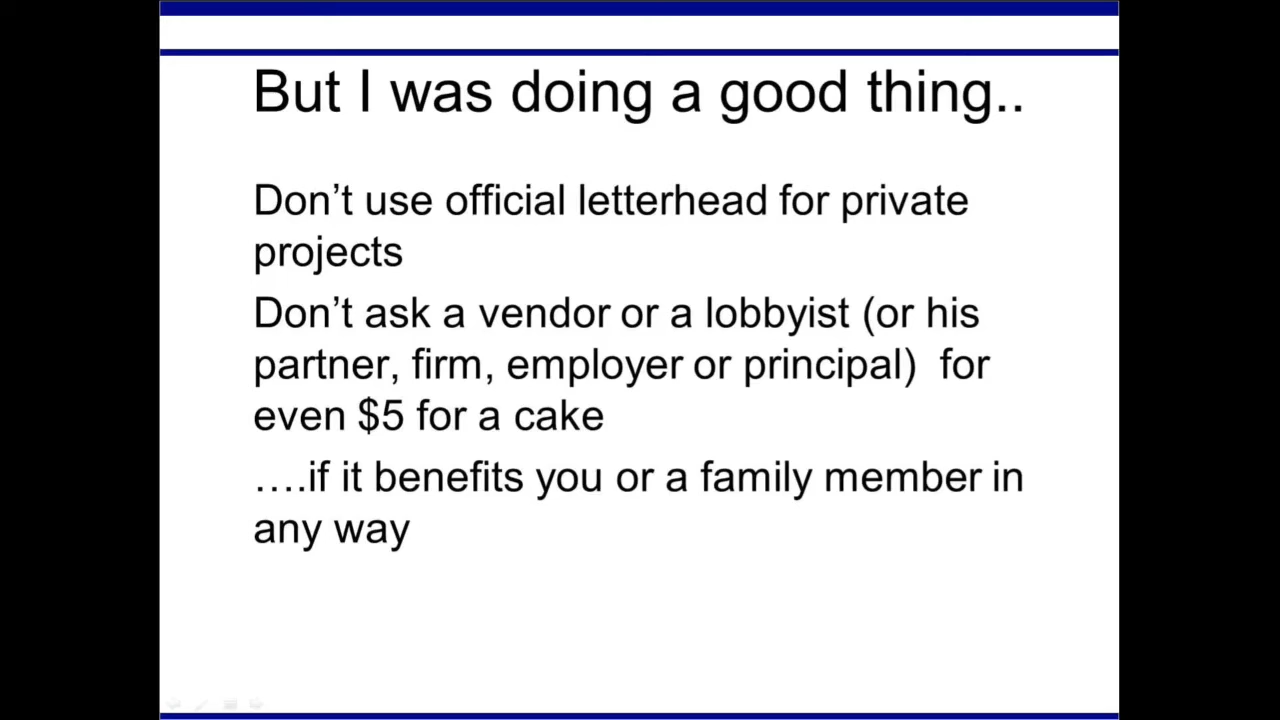 But I was doing a good thing..
Don’t use official letterhead for private
projects
Don’t ask a vendor or a lobbyist (or his
partner, firm, employer or principal)  for
even $5 for a cake
….if it benefits you or a family member in
any way